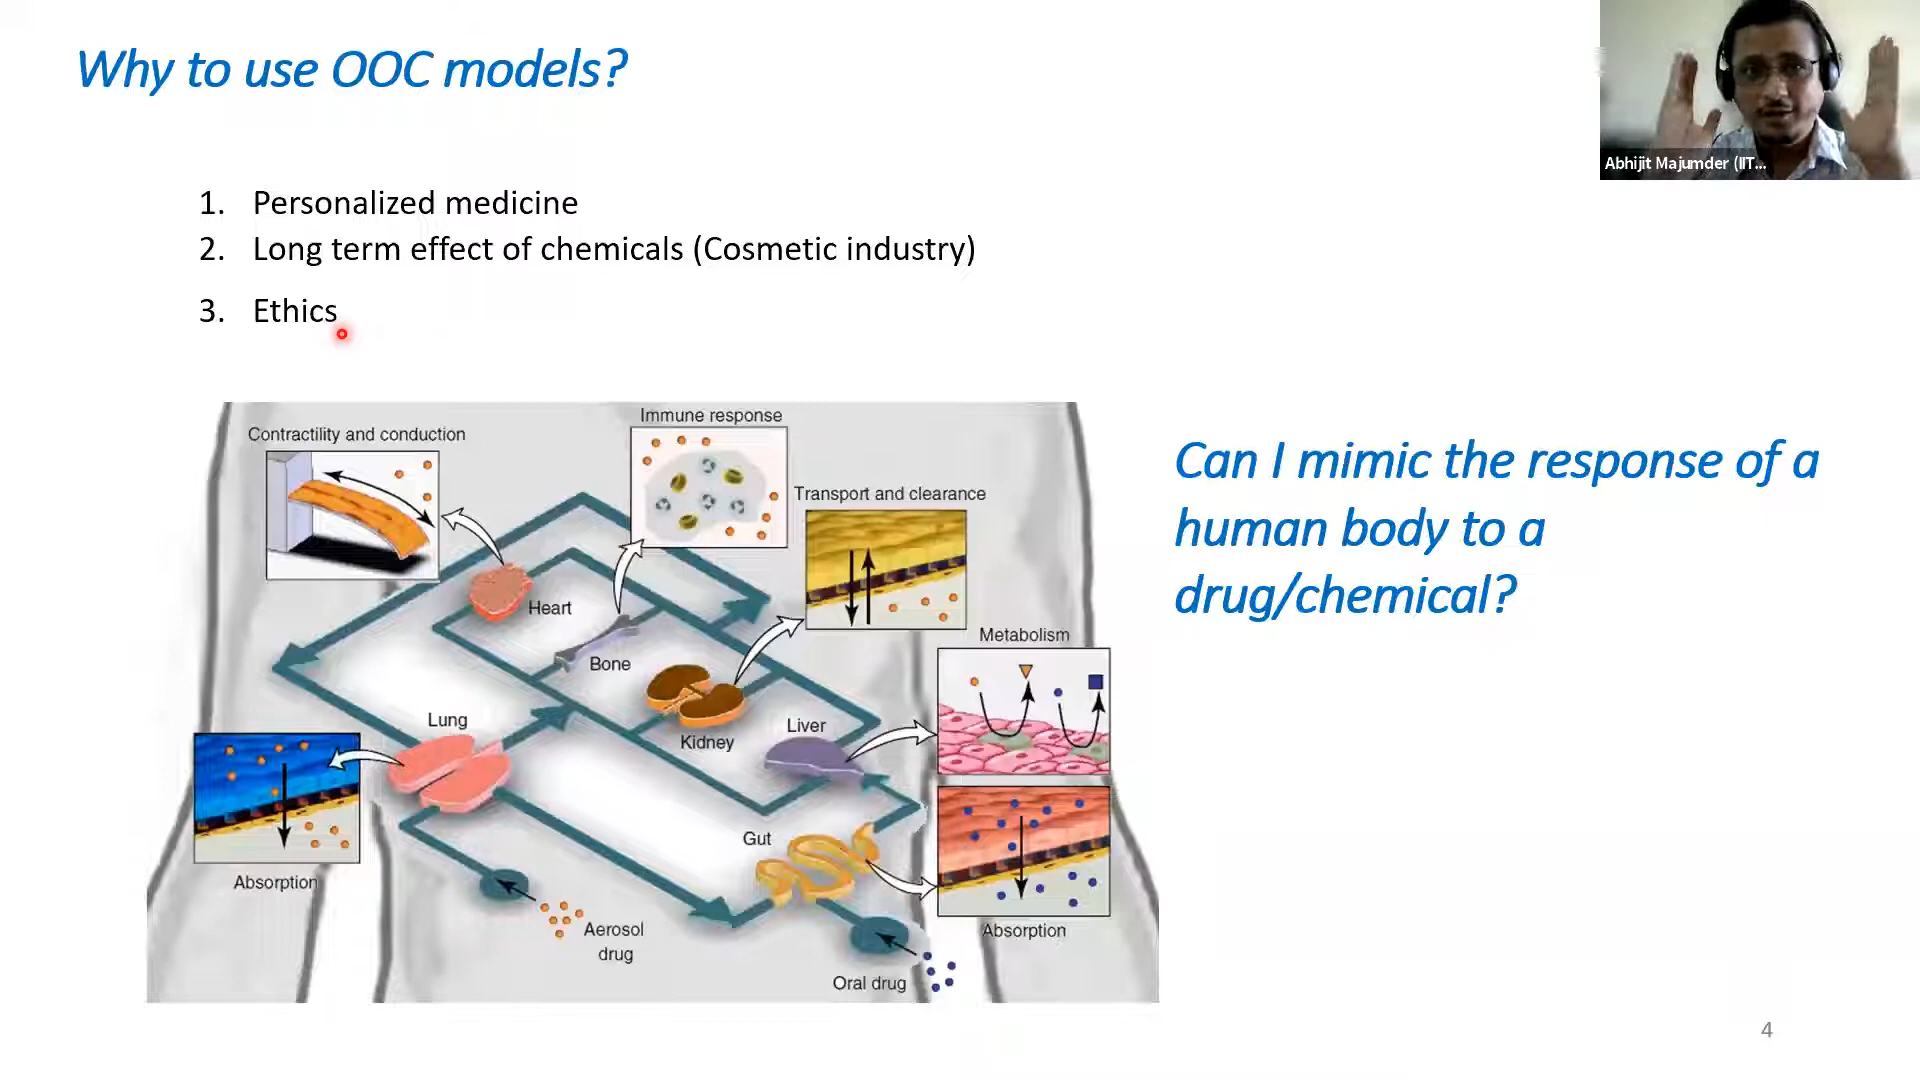 Why to use OOC models?
Abhijit Majumder (IIT...
1. Personalized medicine
2. Long term effect of chemicals (Cosmetic industry)
3. Ethics
Immune response
Contractility and conduction
Transport and clearance
Heart
Metabolism
Bone
Lung
Liver
Kidney
Gut
Absorption
Aerosol
drug
Absorption
Oral drug
Can I mimic the response of a
human body to a
drug/chemical?
4